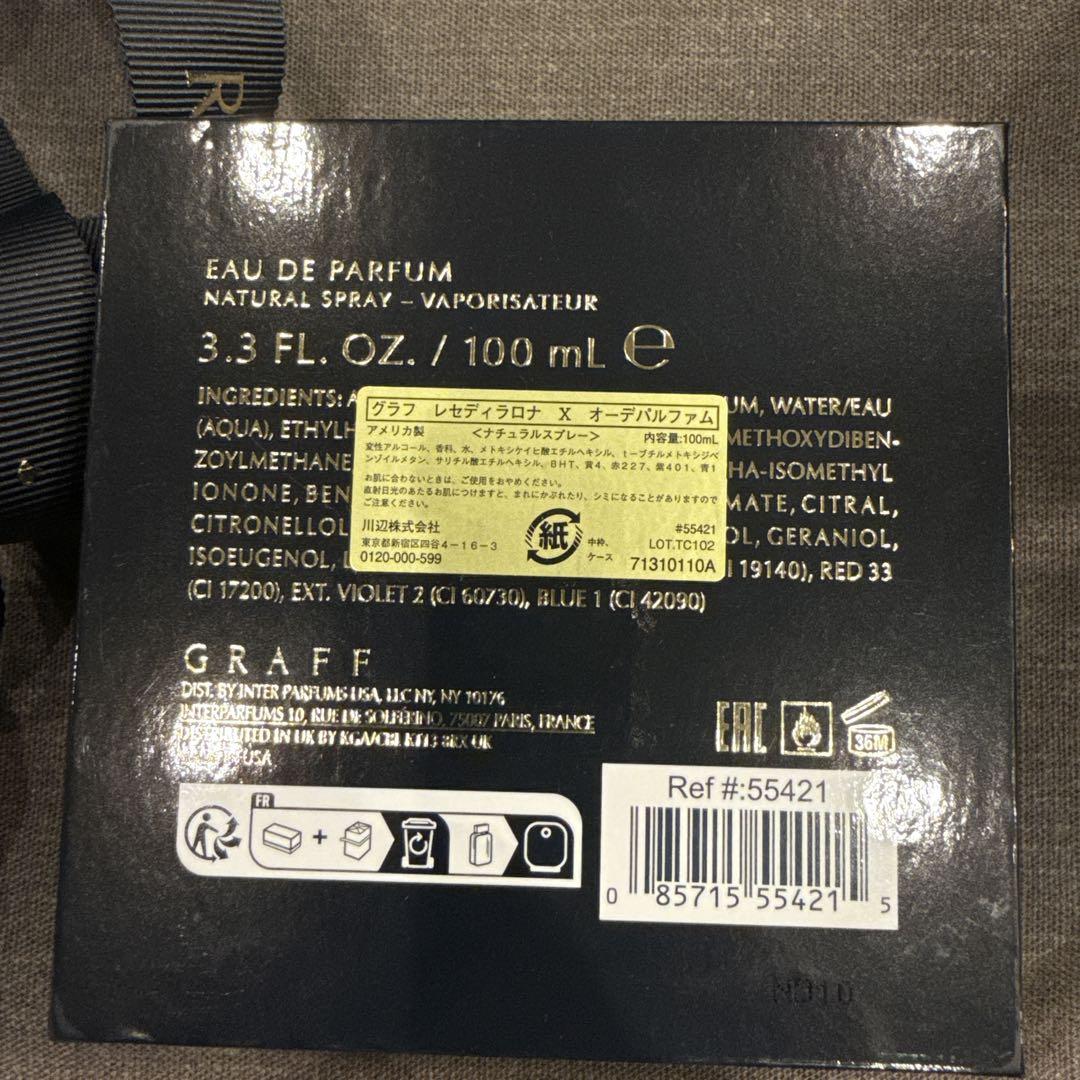 R
EAU DE PARFUM
NATURAL SPRAY – VAPORISATEUR
3.3 FL. OZ. / 100 mL ℮
INGREDIENTS: UM, WATER/EAU
(AQUA), METHOXYDIBEN-
ZOYLMETHANE HA-ISOMETHYL
IONONE, MATE, CITRAL,
CITRONELLOL GERANIOL,
ISOEUGENOL, 19140), RED 33
(CI 17200), EXT. VIOLET 2 (CI 60730), BLUE 1 (CI 42090)
グラフ レセディラロナ X オーデパルファム
アメリカ製 <ナチュラルスプレー> 内容量:100mL
変性アルコール、香料、水、メトキシケイヒ酸エチルヘキシル、t-ブチルメトキシジベ
ンゾイルメタン、サリチル酸エチルヘキシル、BHT、黄4、赤227、紫401、青1
お肌に合わないときは、ご使用をおやめください。
直射日光のあたるお肌につけますと、まれにかぶれたり、シミになることがありますので
ご注意ください。
川辺株式会社
東京都新宿区四谷4-16-3
0120-000-599
紙
中枠、
ケース
#55421
LOT.TC102
71310110A
GRAFF
DIST. BY INTER PARFUMS USA, LLC NY, NY 10176
INTERPARFUMS 10, RUE DE SOLFÉRINO, 75007 PARIS, FRANCE
DISTRIBUTED IN UK BY KGA/CBL KT13 8RX UK
USA
EAC
36M
FR
+
Ref #:55421
0 85715 55421 5